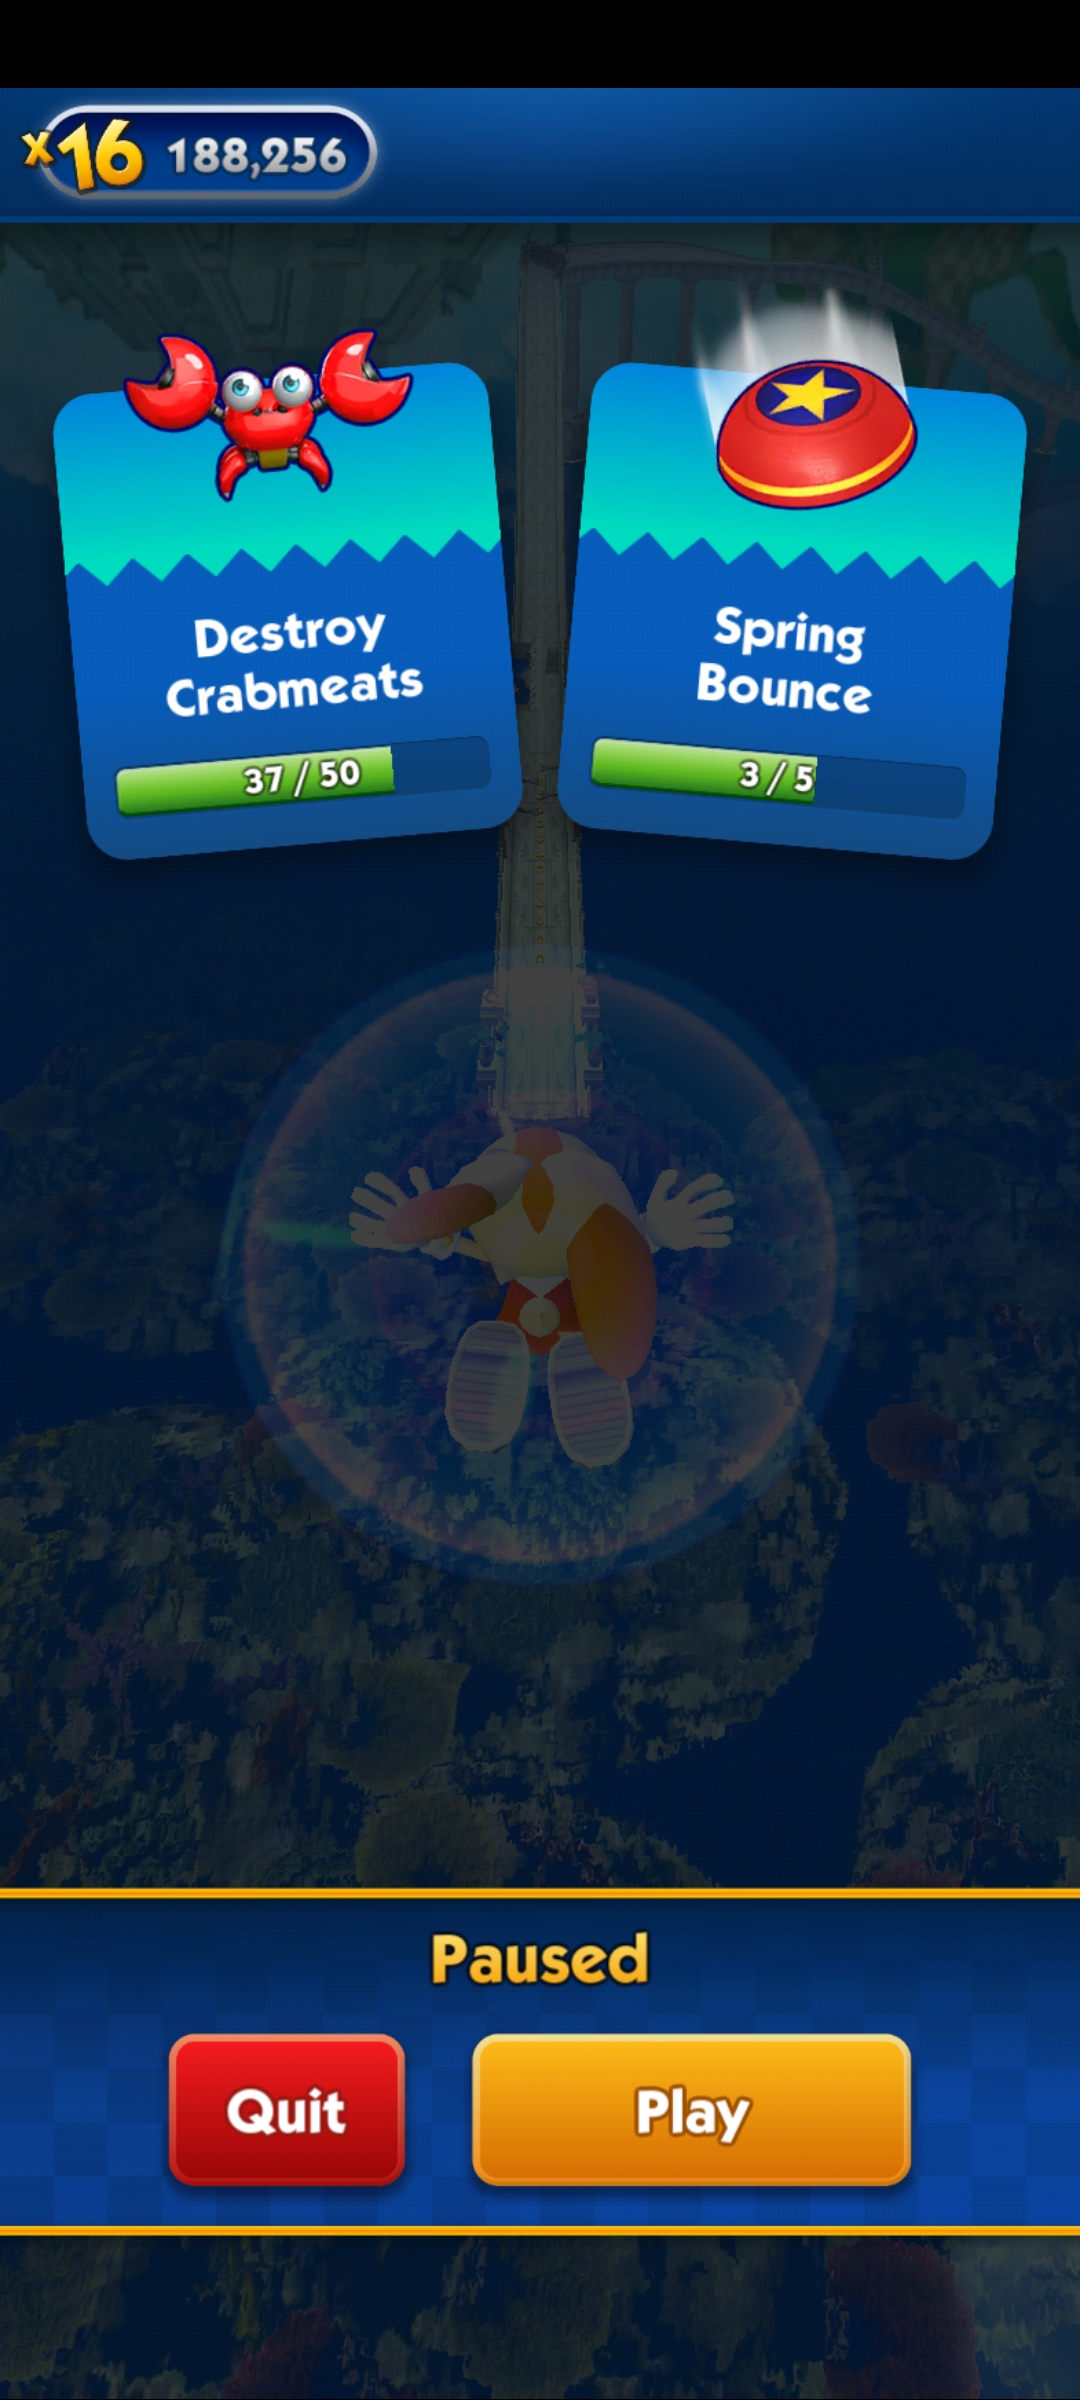 x16 188,256
Destroy
Crabmeats
37 / 50
Spring
Bounce
3 / 5
Paused
Quit
Play